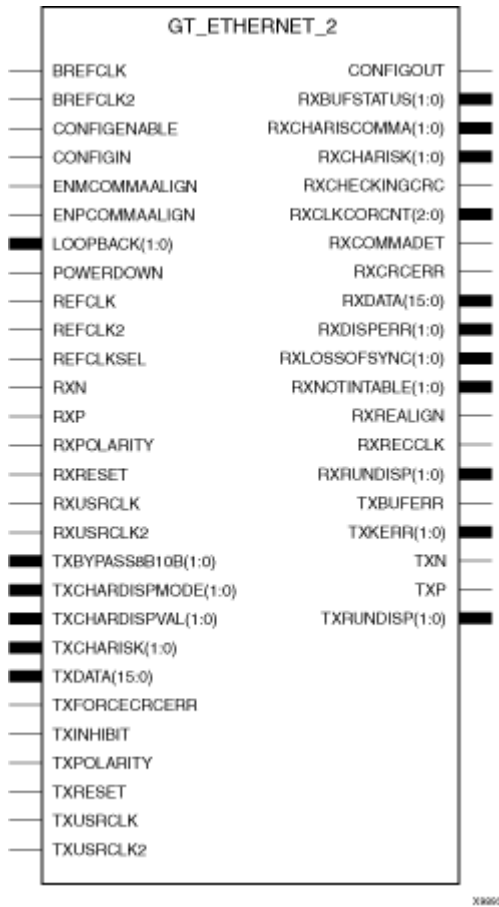 GT_ETHERNET_2
BREFCLK CONFIGOUT
BREFCLK2 RXBUFSTATUS(1:0)
CONFIGENABLE RXCHARISCOMMA(1:0)
CONFIGIN RXCHARISK(1:0)
ENMCOMMAALIGN RXCHECKINGCRC
ENPCOMMAALIGN RXCLKCORCNT(2:0)
LOOPBACK(1:0) RXCOMMADET
POWERDOWN RXCRCERR
REFCLK RXDATA(15:0)
REFCLK2 RXDISPERR(1:0)
REFCLKSEL RXLOSSOFSYNC(1:0)
RXN RXNOTINTABLE(1:0)
RXP RXREALIGN
RXPOLARITY RXRECCLK
RXRESET RXRUNDISP(1:0)
RXUSRCLK TXBUFERR
RXUSRCLK2 TXKERR(1:0)
TXBYPASS8B10B(1:0) TXN
TXCHARDISPMODE(1:0) TXP
TXCHARDISPVAL(1:0) TXRUNDISP(1:0)
TXCHARISK(1:0)
TXDATA(15:0)
TXFORCECRCERR
TXINHIBIT
TXPOLARITY
TXRESET
TXUSRCLK
TXUSRCLK2